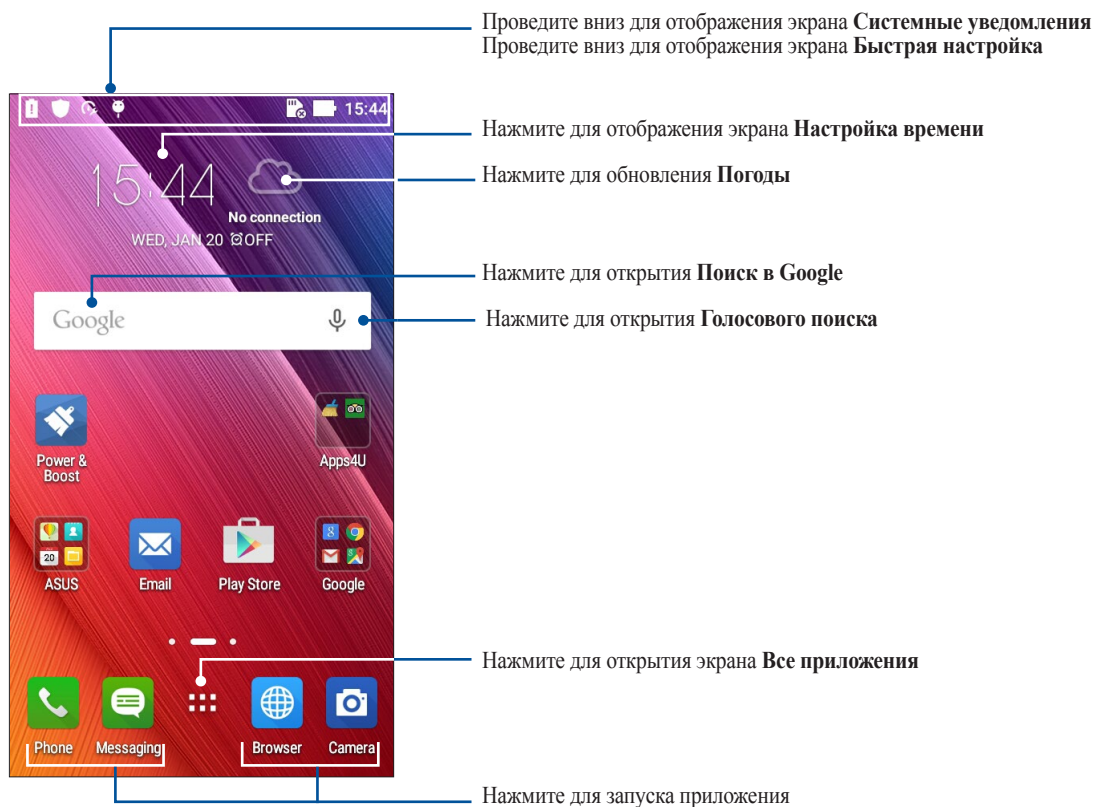 Проведите вниз для отображения экрана Системные уведомления
Проведите вниз для отображения экрана Быстрая настройка
15:44
Нажмите для отображения экрана Настройка времени
15:44
Нажмите для обновления Погоды
No connection
WED, JAN 20 OFF
Нажмите для открытия Поиск в Google
Google
Нажмите для открытия Голосового поиска
Power &
Boost
Apps4U
20
8
ASUS
Email
Play Store
Google
Нажмите для открытия экрана Все приложения
Phone
Messaging
Browser
Camera
Нажмите для запуска приложения